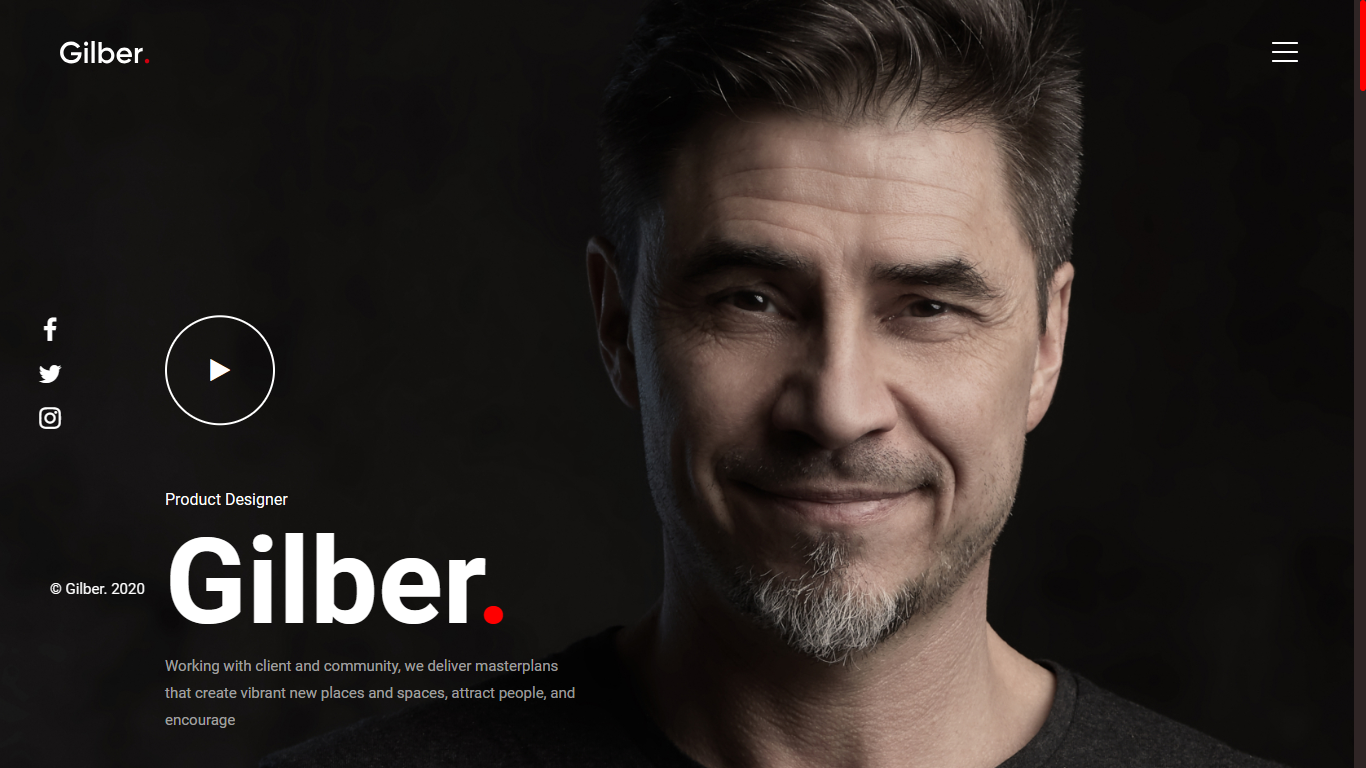 Gilber.
Product Designer
Gilber.
© Gilber. 2020
Working with client and community, we deliver masterplans
that create vibrant new places and spaces, attract people, and
encourage